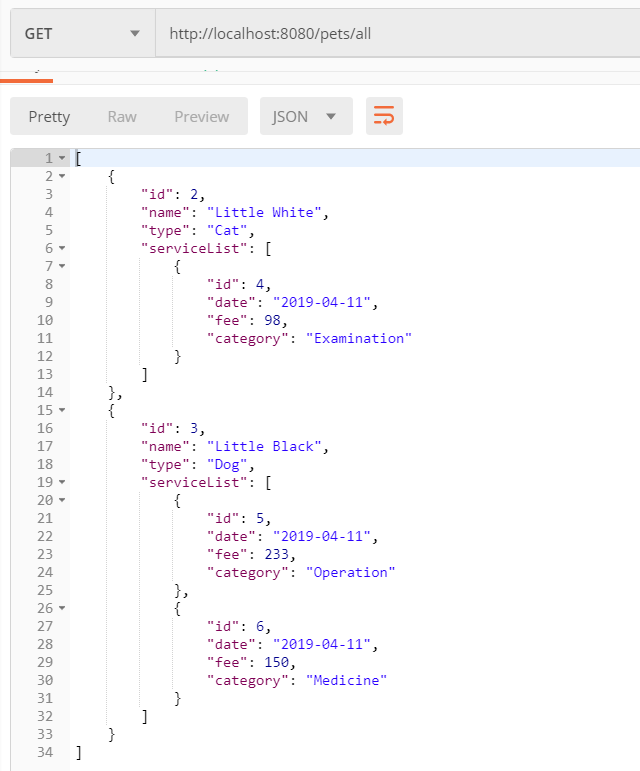 GET http://localhost:8080/pets/all
Pretty Raw Preview JSON
1 [
2 {
3 "id": 2,
4 "name": "Little White",
5 "type": "Cat",
6 "serviceList": [
7 {
8 "id": 4,
9 "date": "2019-04-11",
10 "fee": 98,
11 "category": "Examination"
12 }
13 ]
14 },
15 {
16 "id": 3,
17 "name": "Little Black",
18 "type": "Dog",
19 "serviceList": [
20 {
21 "id": 5,
22 "date": "2019-04-11",
23 "fee": 233,
24 "category": "Operation"
25 },
26 {
27 "id": 6,
28 "date": "2019-04-11",
29 "fee": 150,
30 "category": "Medicine"
31 }
32 ]
33 }
34 ]